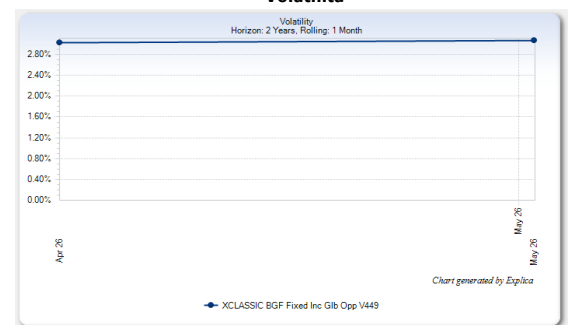 Volatilità
Volatility
Horizon: 2 Years, Rolling: 1 Month
2.80%
2.40%
2.00%
1.60%
1.20%
0.80%
0.40%
0.00%
Apr 26
May 26
May 26
Chart generated by Explica
XCLASSIC BGF Fixed Inc Glb Opp V449